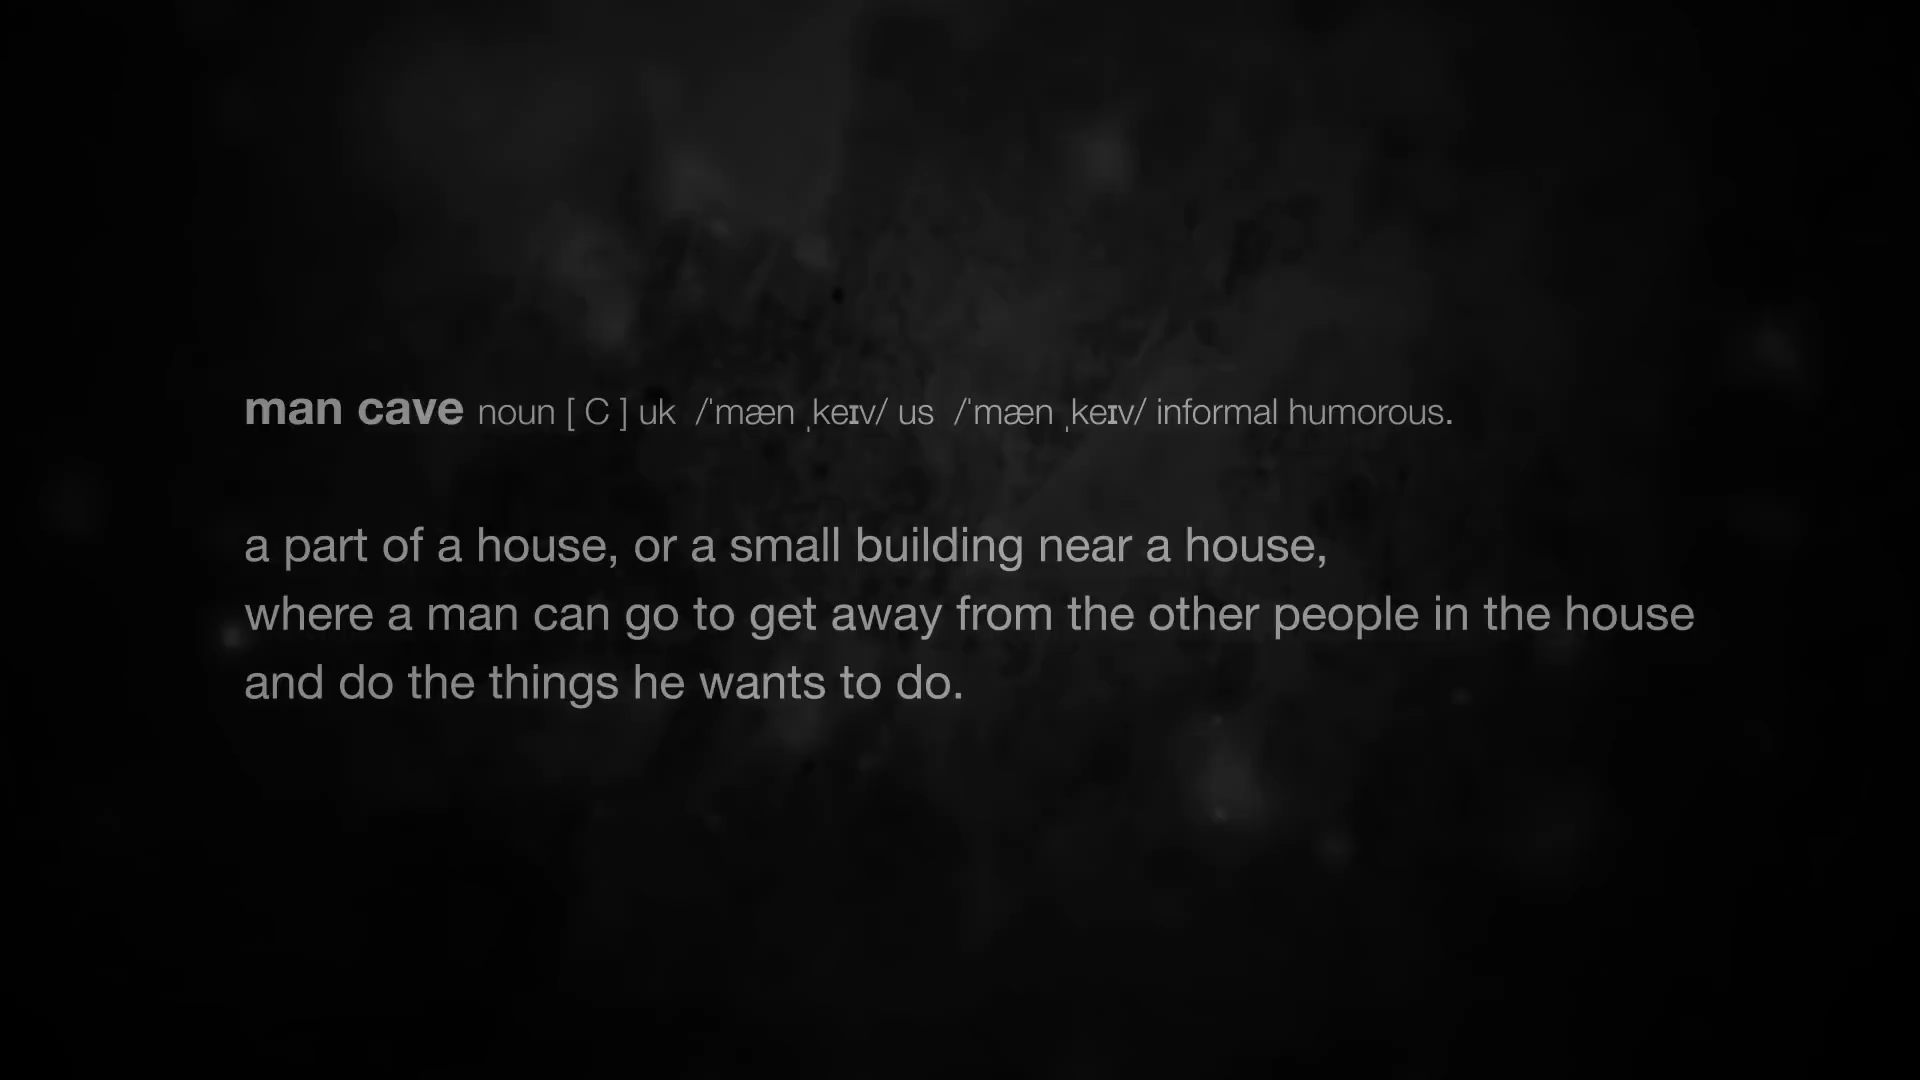 man cave noun [ C ] uk /ˈmæn ˌkeɪv/ us /ˈmæn ˌkeɪv/ informal humorous.
a part of a house, or a small building near a house,
where a man can go to get away from the other people in the house
and do the things he wants to do.